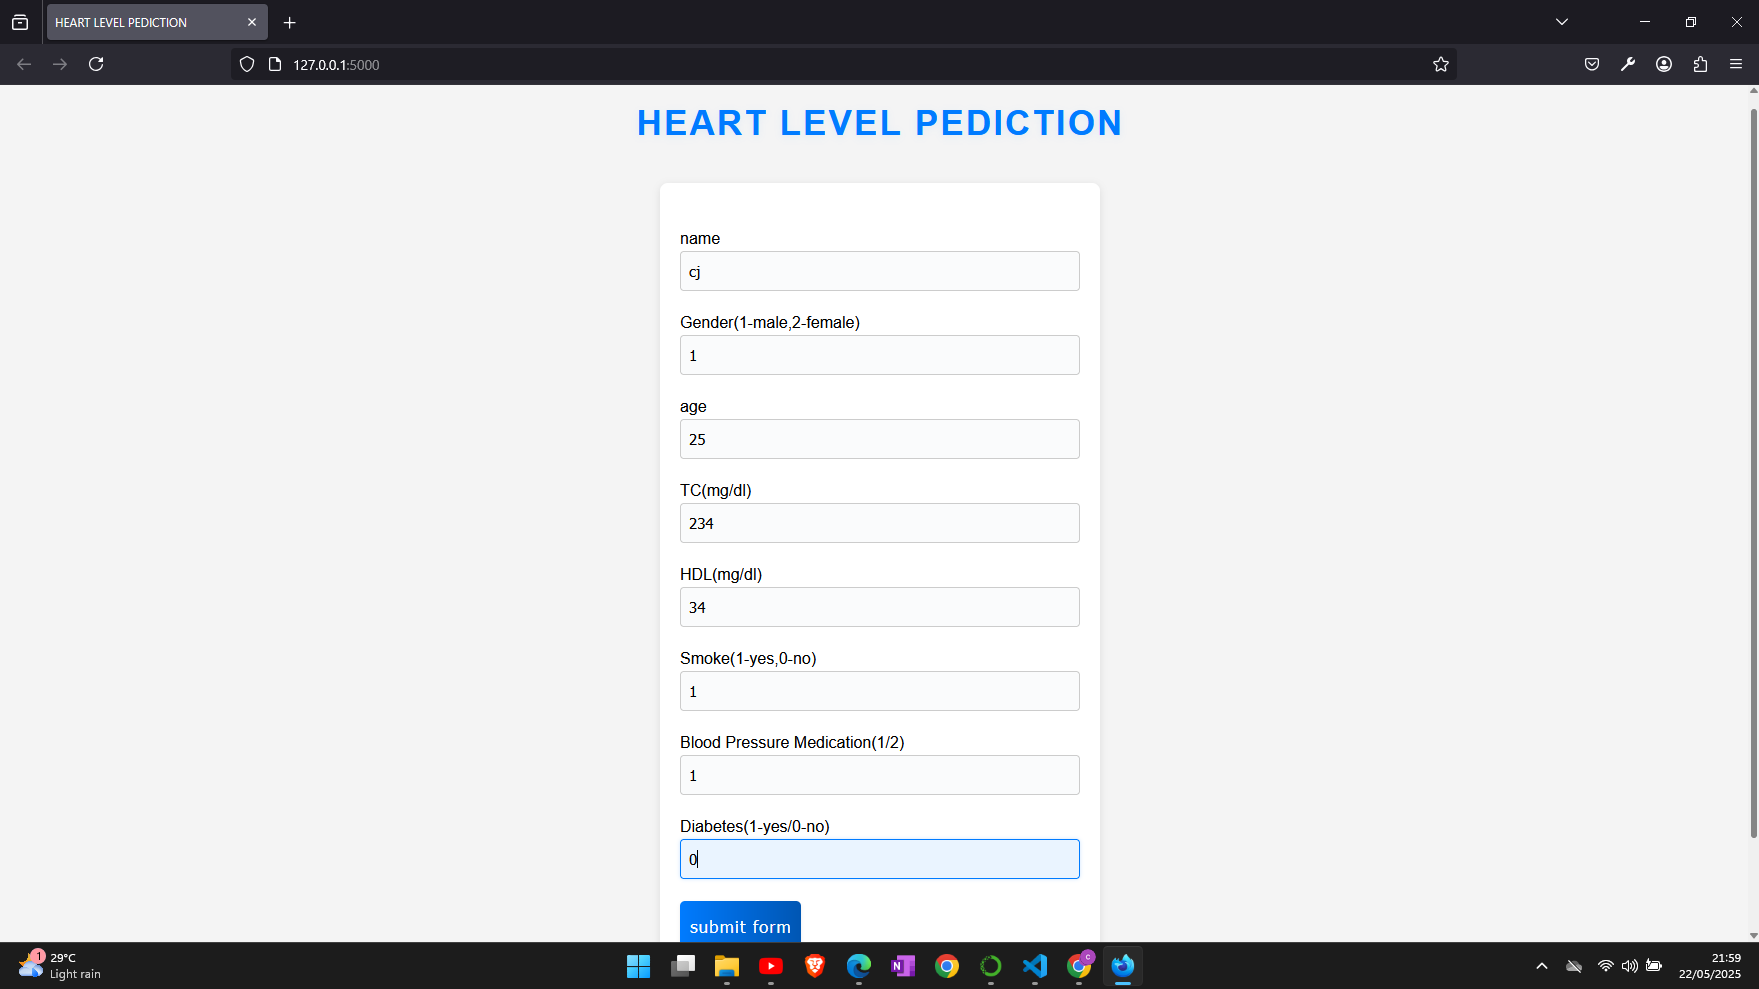 HEART LEVEL PEDICTION
127.0.0.1:5000
HEART LEVEL PEDICTION
name
cj
Gender(1-male,2-female)
1
age
25
TC(mg/dl)
234
HDL(mg/dl)
34
Smoke(1-yes,0-no)
1
Blood Pressure Medication(1/2)
1
Diabetes(1-yes/0-no)
0
submit form
1
29°C
Light rain
N
C
c
21:59
22/05/2025